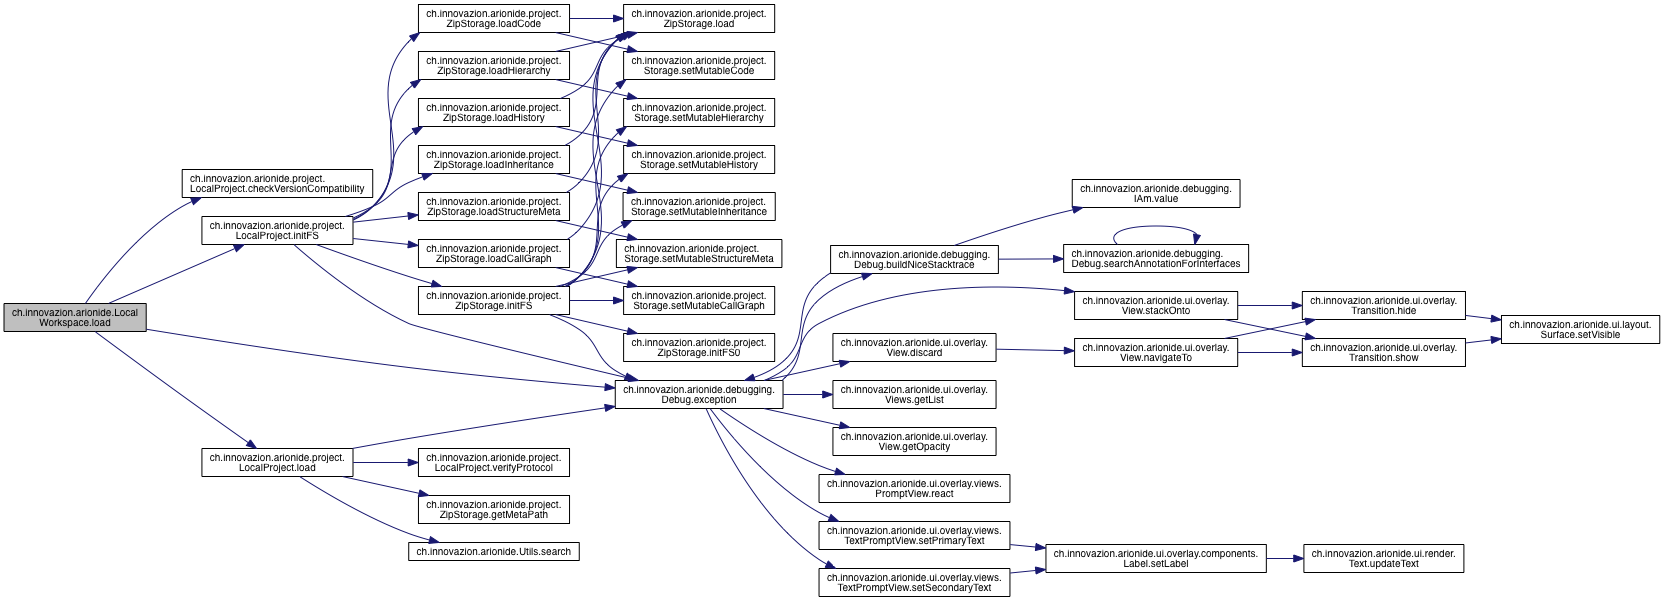 ch.innovazion.arionide.Local
Workspace.load
ch.innovazion.arionide.project.
LocalProject.checkVersionCompatibility
ch.innovazion.arionide.project.
LocalProject.initFS
ch.innovazion.arionide.project.
LocalProject.load
ch.innovazion.arionide.project.
ZipStorage.loadCode
ch.innovazion.arionide.project.
ZipStorage.loadHierarchy
ch.innovazion.arionide.project.
ZipStorage.loadHistory
ch.innovazion.arionide.project.
ZipStorage.loadInheritance
ch.innovazion.arionide.project.
ZipStorage.loadStructureMeta
ch.innovazion.arionide.project.
ZipStorage.loadCallGraph
ch.innovazion.arionide.project.
ZipStorage.initFS
ch.innovazion.arionide.project.
LocalProject.verifyProtocol
ch.innovazion.arionide.project.
ZipStorage.getMetaPath
ch.innovazion.arionide.Utils.search
ch.innovazion.arionide.project.
ZipStorage.load
ch.innovazion.arionide.project.
Storage.setMutableCode
ch.innovazion.arionide.project.
Storage.setMutableHierarchy
ch.innovazion.arionide.project.
Storage.setMutableHistory
ch.innovazion.arionide.project.
Storage.setMutableInheritance
ch.innovazion.arionide.project.
Storage.setMutableStructureMeta
ch.innovazion.arionide.project.
Storage.setMutableCallGraph
ch.innovazion.arionide.project.
ZipStorage.initFS0
ch.innovazion.arionide.debugging.
Debug.exception
ch.innovazion.arionide.debugging.
Debug.buildNiceStacktrace
ch.innovazion.arionide.ui.overlay.
View.discard
ch.innovazion.arionide.ui.overlay.
Views.getList
ch.innovazion.arionide.ui.overlay.
View.getOpacity
ch.innovazion.arionide.ui.overlay.views.
PromptView.react
ch.innovazion.arionide.ui.overlay.views.
TextPromptView.setPrimaryText
ch.innovazion.arionide.ui.overlay.views.
TextPromptView.setSecondaryText
ch.innovazion.arionide.debugging.
IAm.value
ch.innovazion.arionide.debugging.
Debug.searchAnnotationForInterfaces
ch.innovazion.arionide.ui.overlay.
View.stackOnto
ch.innovazion.arionide.ui.overlay.
View.navigateTo
ch.innovazion.arionide.ui.overlay.components.
Label.setLabel
ch.innovazion.arionide.ui.overlay.
Transition.hide
ch.innovazion.arionide.ui.overlay.
Transition.show
ch.innovazion.arionide.ui.render.
Text.updateText
ch.innovazion.arionide.ui.layout.
Surface.setVisible